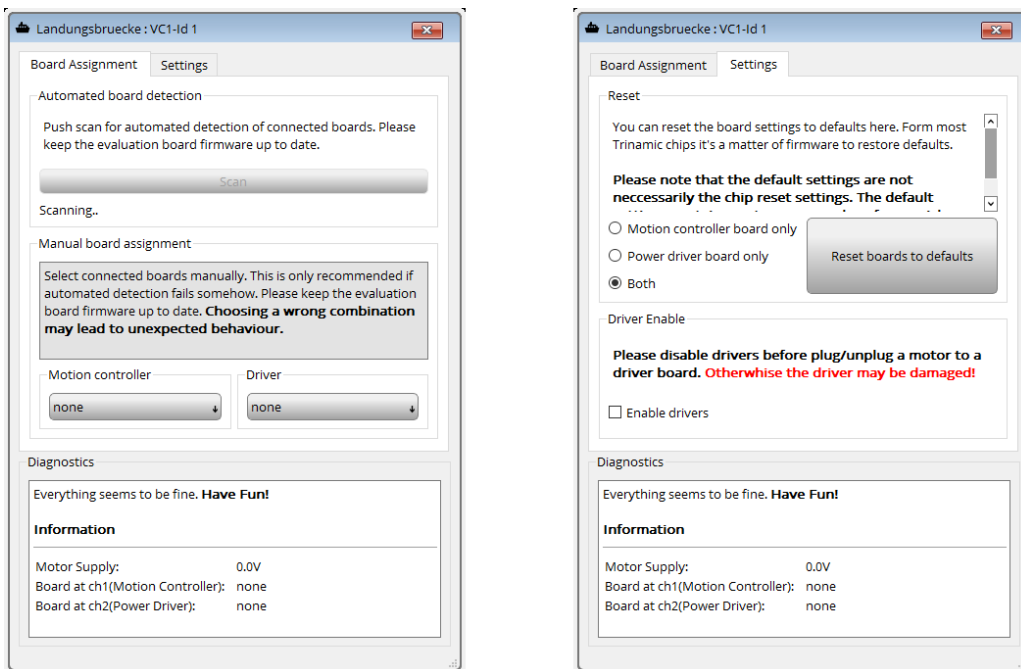 Landungsbruecke : VC1-Id 1
Board Assignment
Settings
Automated board detection
Push scan for automated detection of connected boards. Please
keep the evaluation board firmware up to date.
Scan
Scanning..
Manual board assignment
Select connected boards manually. This is only recommended if
automated detection fails somehow. Please keep the evaluation
board firmware up to date. Choosing a wrong combination
may lead to unexpected behaviour.
Motion controller
Driver
none
none
Diagnostics
Everything seems to be fine. Have Fun!
Information
Motor Supply: 0.0V
Board at ch1(Motion Controller): none
Board at ch2(Power Driver): none
Landungsbruecke : VC1-Id 1
Board Assignment
Settings
Reset
You can reset the board settings to defaults here. Form most
Trinamic chips it's a matter of firmware to restore defaults.
Please note that the default settings are not
neccessarily the chip reset settings. The default
Motion controller board only
Power driver board only
Both
Reset boards to defaults
Driver Enable
Please disable drivers before plug/unplug a motor to a
driver board. Otherwhise the driver may be damaged!
Enable drivers
Diagnostics
Everything seems to be fine. Have Fun!
Information
Motor Supply: 0.0V
Board at ch1(Motion Controller): none
Board at ch2(Power Driver): none